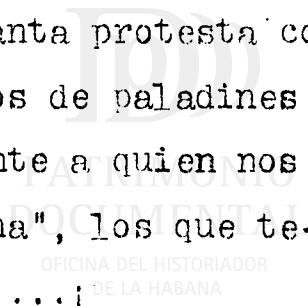 anta protesta co
os de paladines
nte a quien nos
na", los que te-
....¡
PATRIMONIO
DOCUMENTAL
OFICINA DEL HISTORIADOR
DE LA HABANA